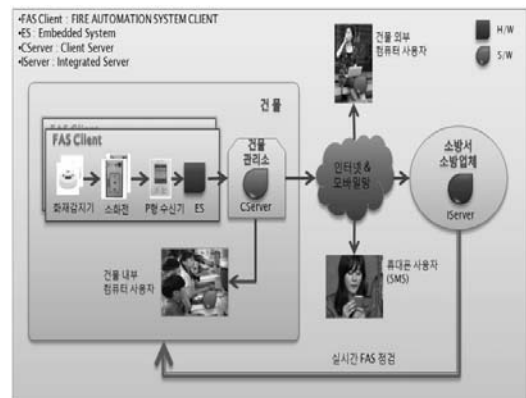 •FAS Client : FIRE AUTOMATION SYSTEM CLIENT
•ES : Embedded System
•CServer : Client Server
•IServer : Integrated Server
H/W
S/W
건물 외부
컴퓨터 사용자
건 물
FAS Client
FAS Client
화재감지기
소화전
P형 수신기
ES
건물
관리소
CServer
인터넷 &
모바일망
소방서
소방업체
IServer
건물 내부
컴퓨터 사용자
휴대폰 사용자
(SMS)
실시간 FAS 점검